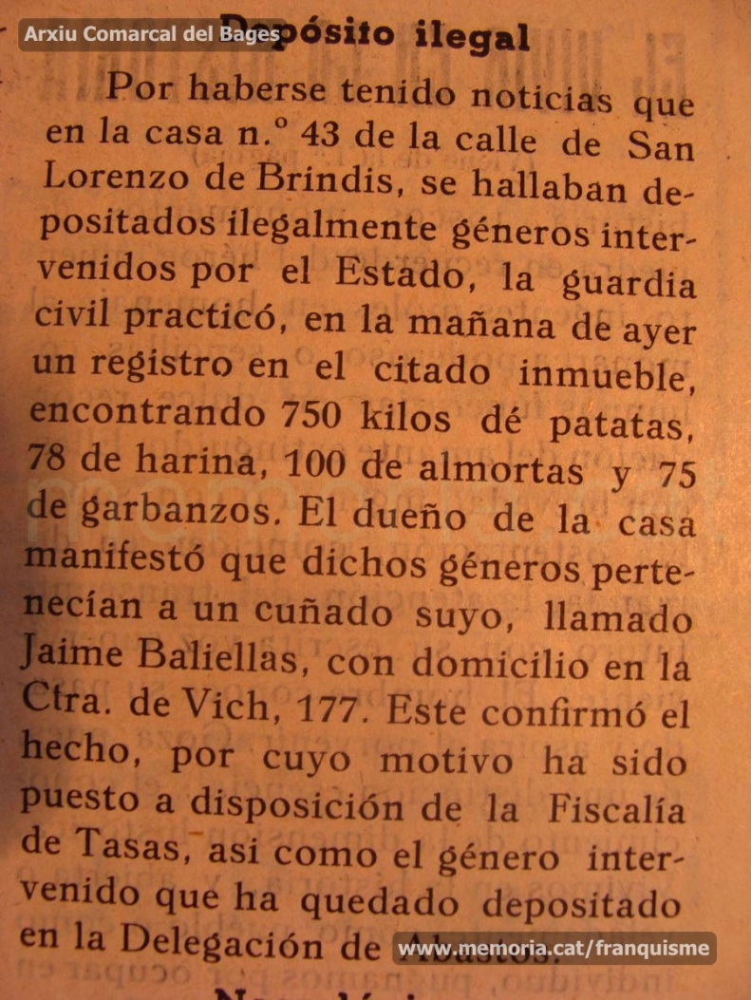 Arxiu Comarcal del Bages
Depósito ilegal
Por haberse tenido noticias que
en la casa n.º 43 de la calle de San
Lorenzo de Brindis, se hallaban de-
positados ilegalmente géneros inter-
venidos por el Estado, la guardia
civil practicó, en la mañana de ayer
un registro en el citado inmueble,
encontrando 750 kilos dé patatas,
78 de harina, 100 de almortas y 75
de garbanzos. El dueño de la casa
manifestó que dichos géneros perte-
necían a un cuñado suyo, llamado
Jaime Baliellas, con domicilio en la
Ctra. de Vich, 177. Este confirmó el
hecho, por cuyo motivo ha sido
puesto a disposición de la Fiscalía
de Tasas, asi como el género inter-
venido que ha quedado depositado
en la Delegación de Abastos.
www.memoria.cat/franquisme